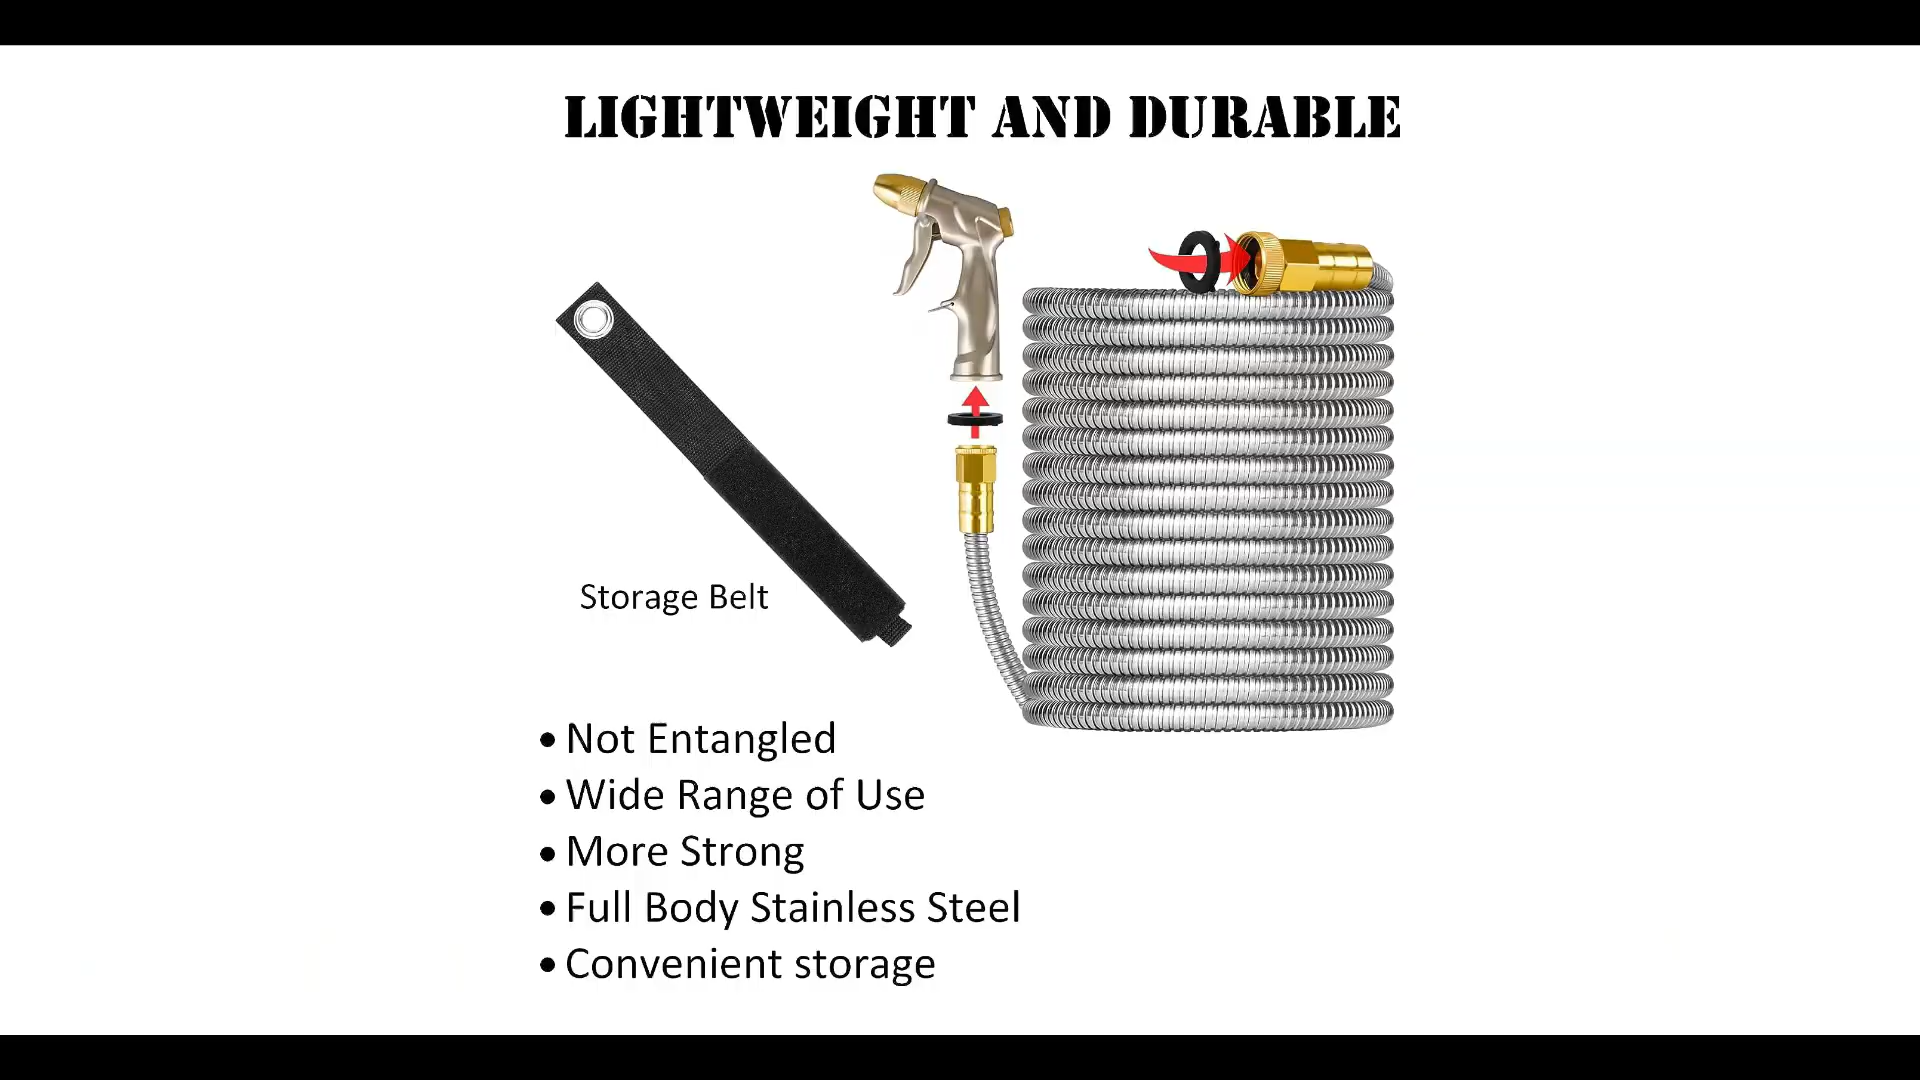 LIGHTWEIGHT AND DURABLE
Storage Belt
• Not Entangled
• Wide Range of Use
• More Strong
• Full Body Stainless Steel
• Convenient storage